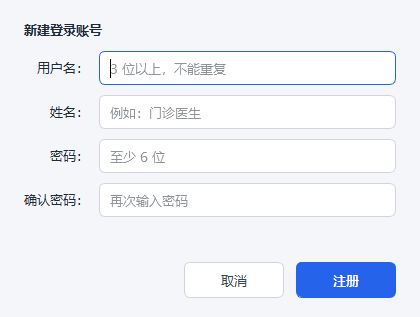 新建登录账号
用户名： 3 位以上，不能重复
姓名： 例如：门诊医生
密码： 至少 6 位
确认密码： 再次输入密码
取消 注册